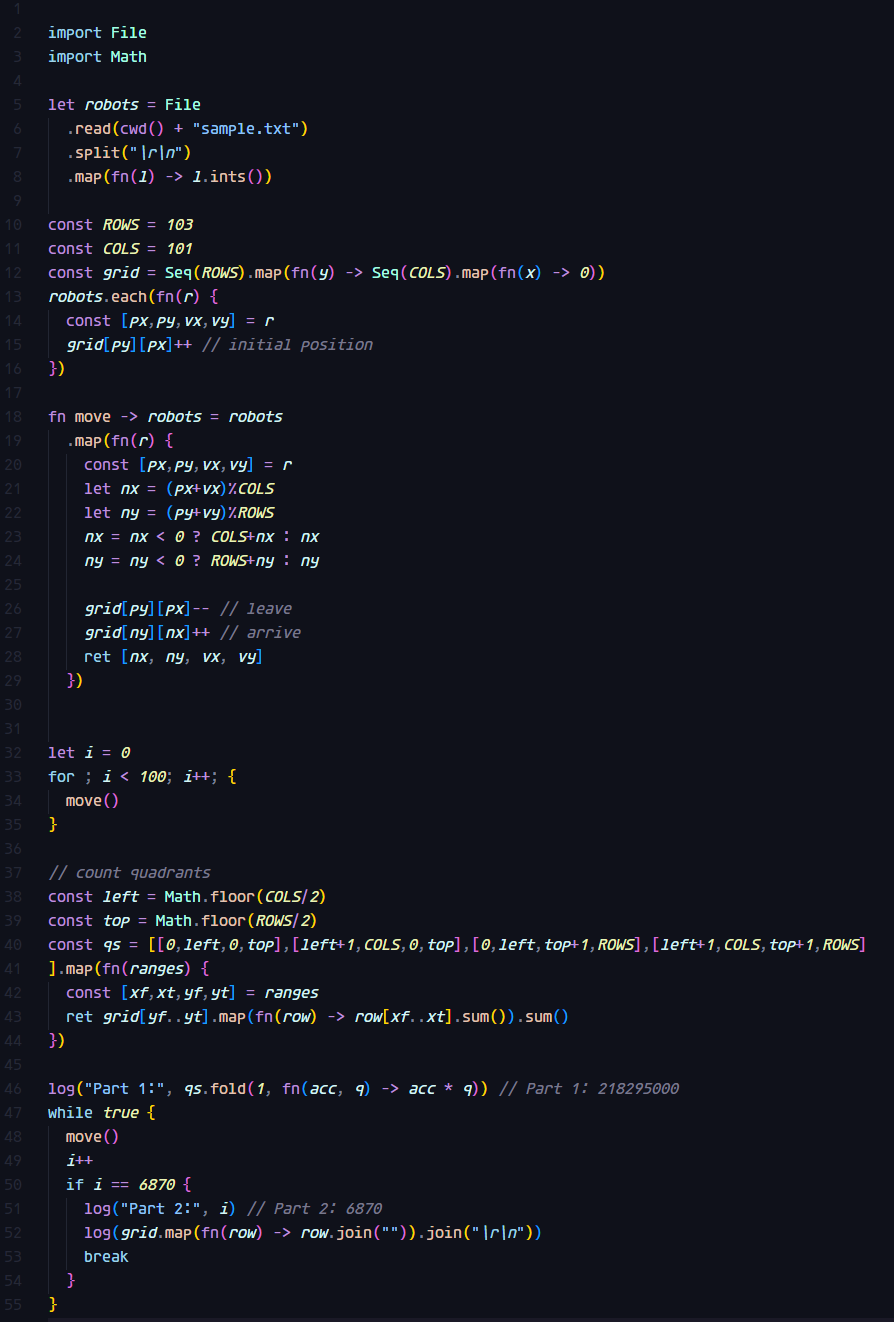 1
2 import File
3 import Math
4
5 let robots = File
6 .read(cwd() + "sample.txt")
7 .split("\r\n")
8 .map(fn(l) -> l.ints())
9
10 const ROWS = 103
11 const COLS = 101
12 const grid = Seq(ROWS).map(fn(y) -> Seq(COLS).map(fn(x) -> 0))
13 robots.each(fn(r) {
14 const [px,py,vx,vy] = r
15 grid[py][px]++ // initial position
16 })
17
18 fn move -> robots = robots
19 .map(fn(r) {
20 const [px,py,vx,vy] = r
21 let nx = (px+vx)%COLS
22 let ny = (py+vy)%ROWS
23 nx = nx < 0 ? COLS+nx : nx
24 ny = ny < 0 ? ROWS+ny : ny
25
26 grid[py][px]-- // leave
27 grid[ny][nx]++ // arrive
28 ret [nx, ny, vx, vy]
29 })
30
31
32 let i = 0
33 for ; i < 100; i++; {
34 move()
35 }
36
37 // count quadrants
38 const left = Math.floor(COLS/2)
39 const top = Math.floor(ROWS/2)
40 const qs = [[0,left,0,top],[left+1,COLS,0,top],[0,left,top+1,ROWS],[left+1,COLS,top+1,ROWS]
41 ].map(fn(ranges) {
42 const [xf,xt,yf,yt] = ranges
43 ret grid[yf..yt].map(fn(row) -> row[xf..xt].sum()).sum()
44 })
45
46 log("Part 1:", qs.fold(1, fn(acc, q) -> acc * q)) // Part 1: 218295000
47 while true {
48 move()
49 i++
50 if i == 6870 {
51 log("Part 2:", i) // Part 2: 6870
52 log(grid.map(fn(row) -> row.join("")).join("\r\n"))
53 break
54 }
55 }